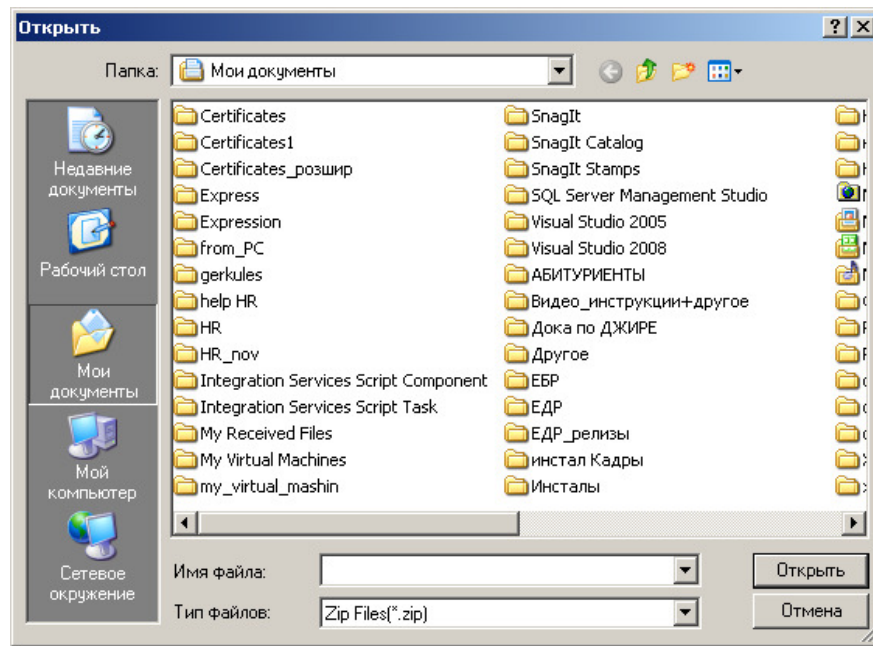 Открыть
Папка: Мои документы
Недавние документы
Рабочий стол
Мои документы
Мой компьютер
Сетевое окружение
Certificates
Certificates1
Certificates_розшир
Express
Expression
from_PC
gerkules
help HR
HR
HR_nov
Integration Services Script Component
Integration Services Script Task
My Received Files
My Virtual Machines
my_virtual_mashin
SnagIt
SnagIt Catalog
SnagIt Stamps
SQL Server Management Studio
Visual Studio 2005
Visual Studio 2008
АБИТУРИЕНТЫ
Видео_инструкции+другое
Дока по ДЖИРЕ
Другое
ЕБР
ЕДР
ЕДР_релизы
инстал Кадры
Инсталы
Имя файла:
Открыть
Тип файлов: Zip Files(*.zip)
Отмена